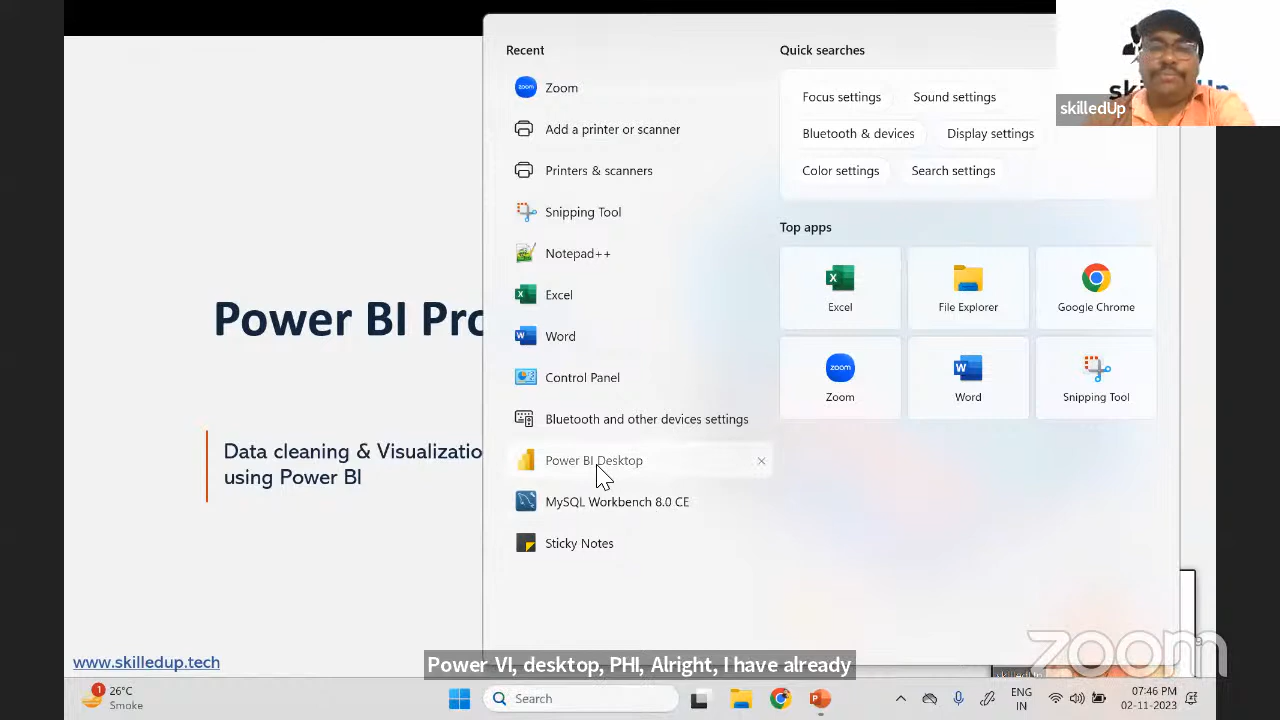 Recent
Zoom
Add a printer or scanner
Printers & scanners
Snipping Tool
Notepad++
Excel
Word
Control Panel
Bluetooth and other devices settings
Power BI Desktop
MySQL Workbench 8.0 CE
Sticky Notes
Quick searches
Focus settings
Sound settings
Bluetooth & devices
Display settings
Color settings
Search settings
Top apps
Excel
File Explorer
Google Chrome
Zoom
Word
Snipping Tool
skilledUp
Power BI Pro
Data cleaning & Visualizatio
using Power BI
www.skilledup.tech
zoom
Power VI, desktop, PHI, Alright, I have already
1
26°C
Smoke
Search
ENG
IN
07:46 PM
02-11-2023